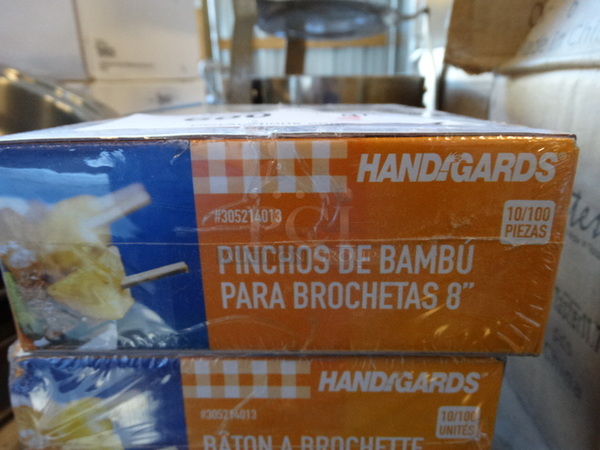 HANDIGARDS®
#305214013
10/100
PIEZAS
PINCHOS DE BAMBÚ
PARA BROCHETAS 8"
HANDIGARDS
#305214013
10/100
UNITÉS
BÂTON A BROCHETTE